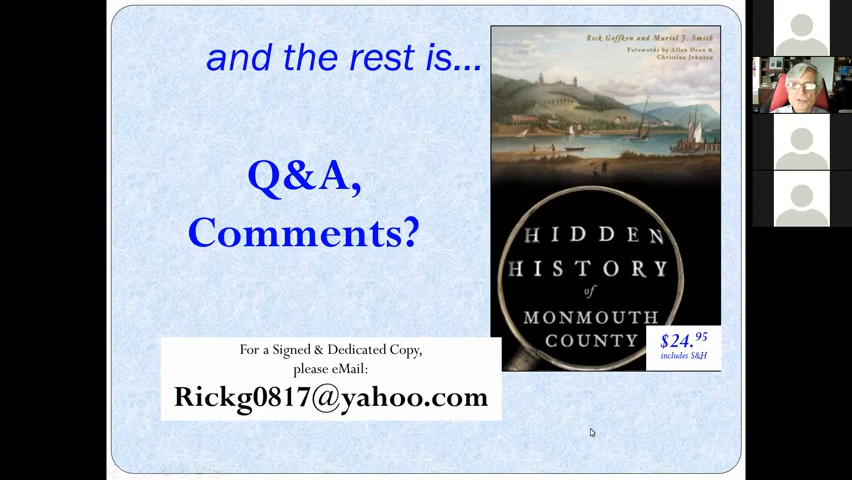 and the rest is...
Q&A,
Comments?
For a Signed & Dedicated Copy,
please eMail:
Rickg0817@yahoo.com
Rick Geffken and Muriel J. Smith
Forewords by Allan Dean &
Christina Johnson
HIDDEN
HISTORY
of
MONMOUTH
COUNTY
$24.95
includes S&H